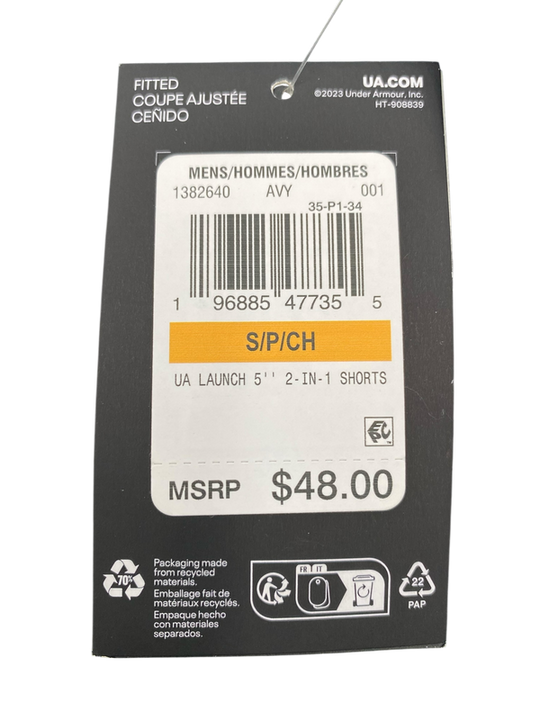 FITTED
COUPE AJUSTÉE
CEÑIDO
UA.COM
©2023 Under Armour, Inc.
HT-908839
MENS/HOMMES/HOMBRES
1382640 AVY 001
35-P1-34
1 96885 47735 5
S/P/CH
UA LAUNCH 5'' 2-IN-1 SHORTS
EPC
MSRP $48.00
70%
Packaging made
from recycled
materials.
Emballage fait de
matériaux recyclés.
Empaque hecho
con materiales
separados.
FR IT
22
PAP